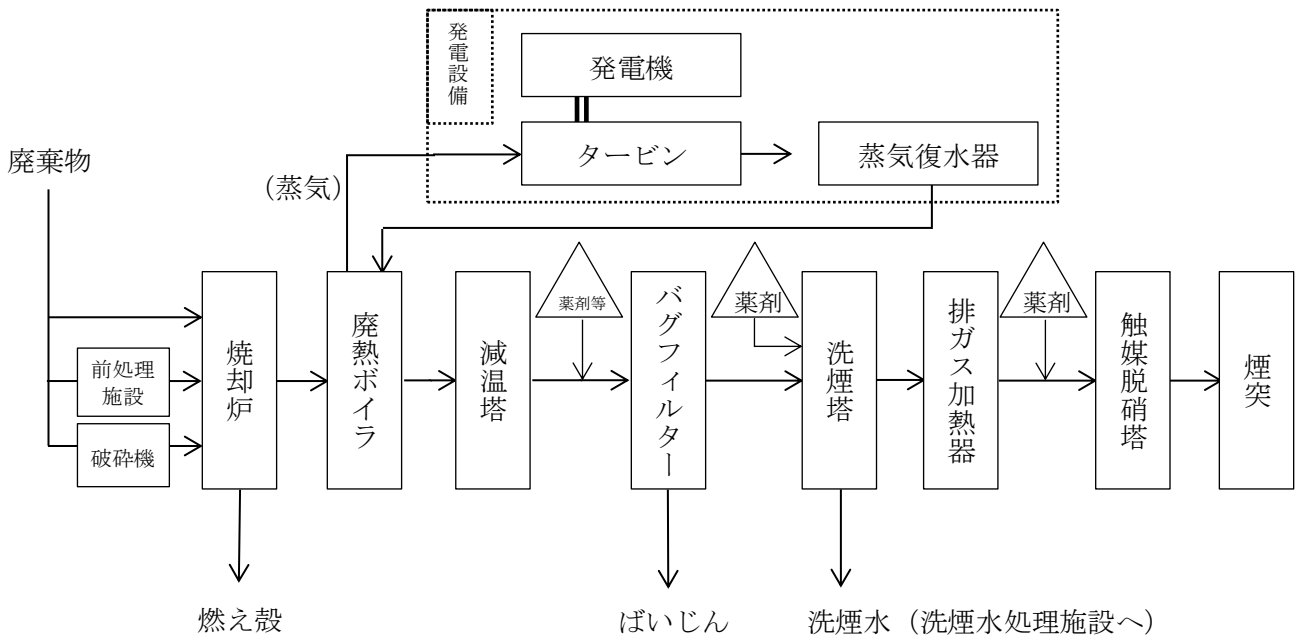 発電設備
発電機
タービン
蒸気復水器
廃棄物
(蒸気)
焼却炉
前処理
施設
破砕機
廃熱ボイラ
減温塔
薬剤等
バグフィルター
薬剤
洗煙塔
排ガス加熱器
薬剤
触媒脱硝塔
煙突
燃え殻
ばいじん
洗煙水（洗煙水処理施設へ）